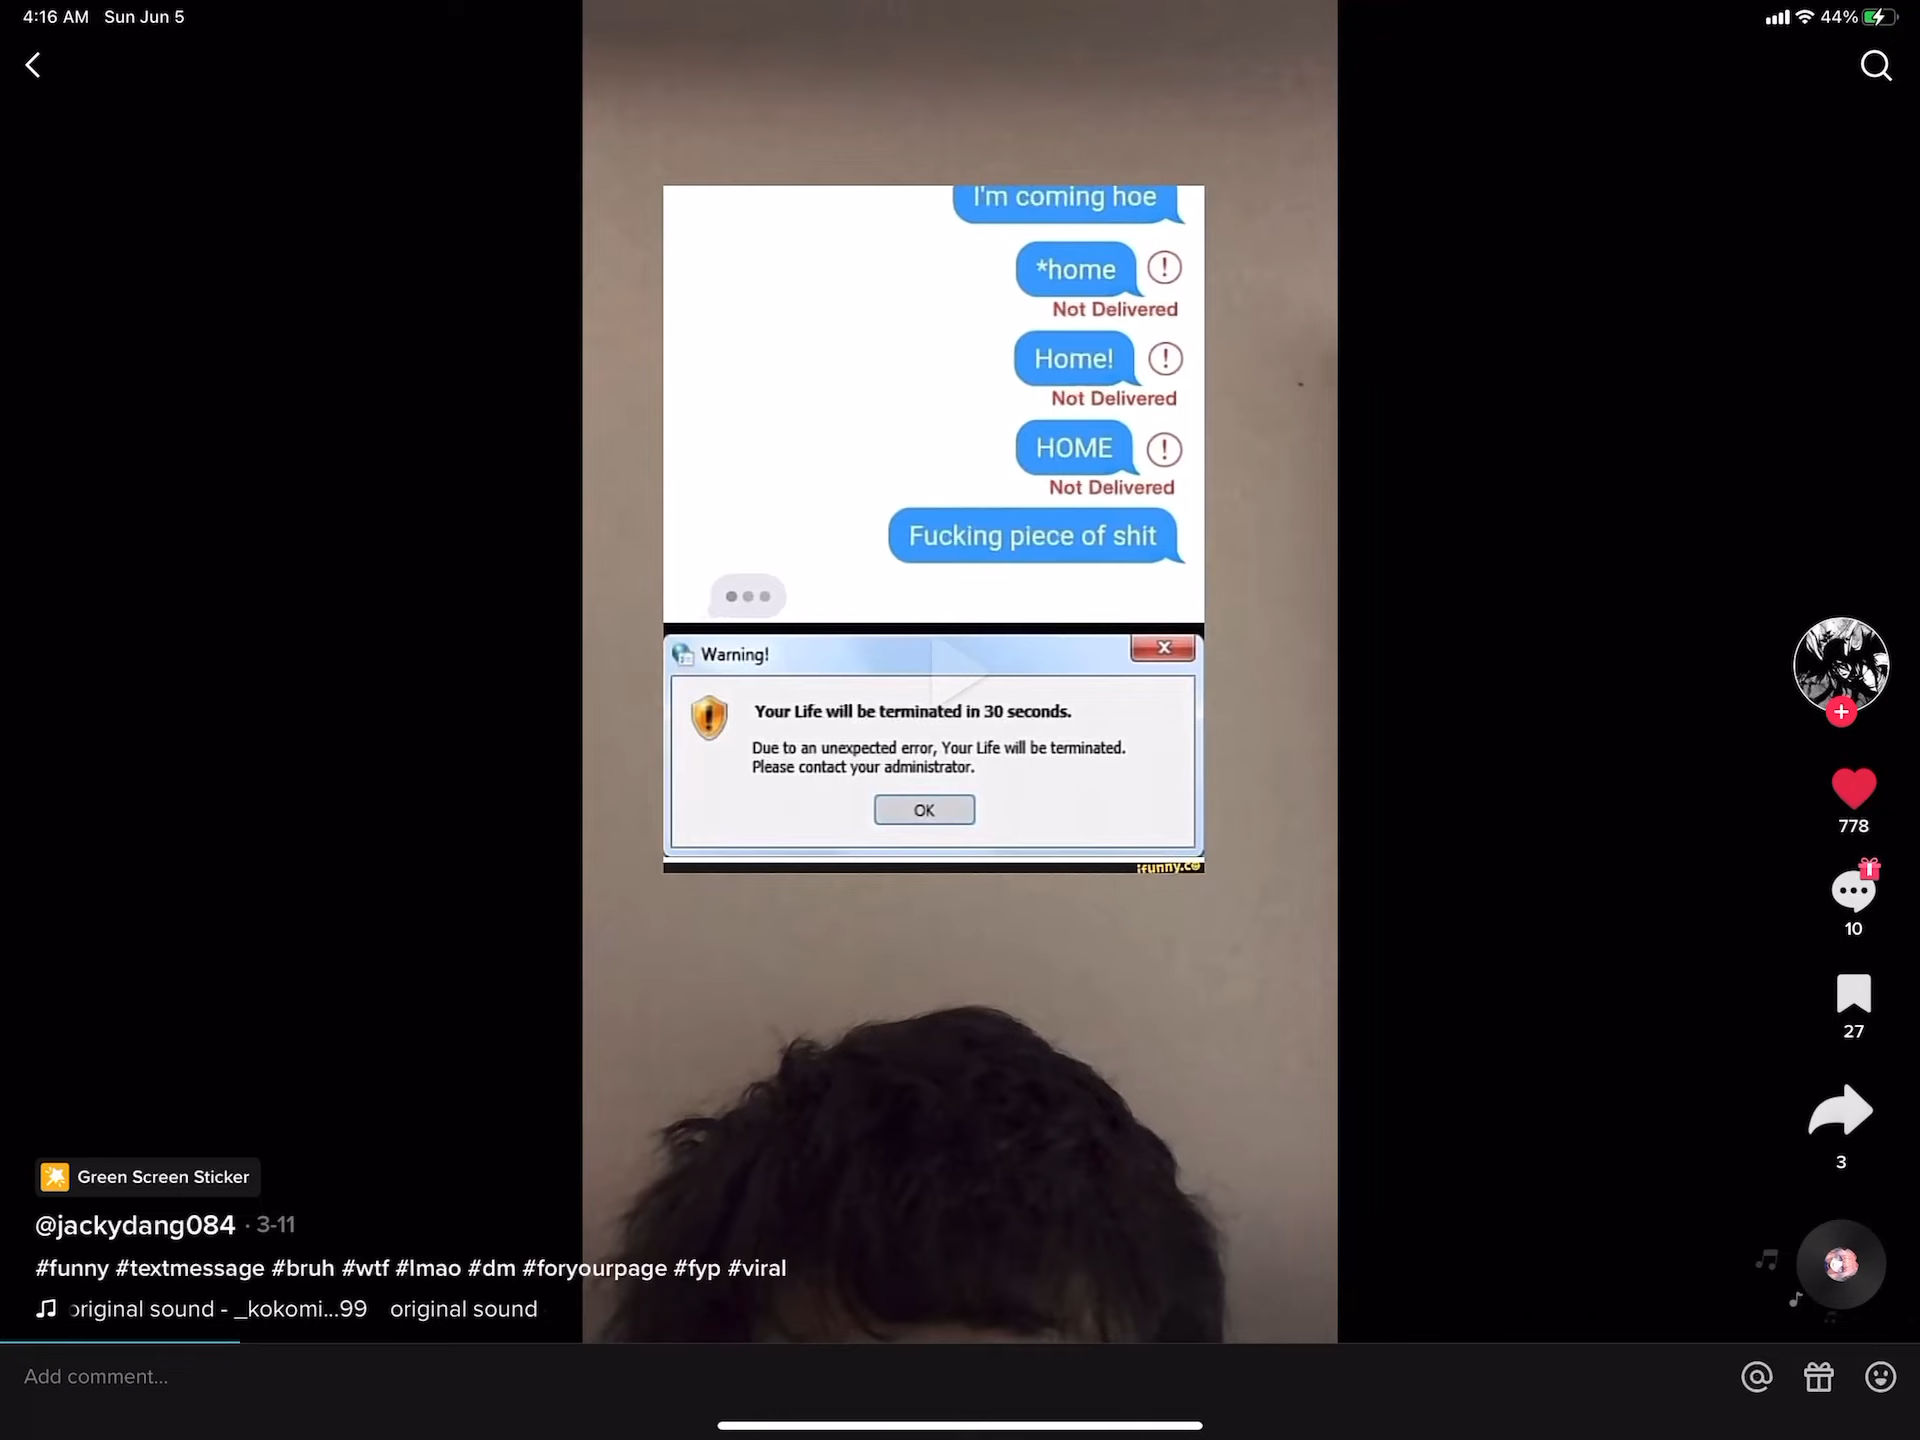 4:16 AM Sun Jun 5
44%
I'm coming hoe
*home
Not Delivered
Home!
Not Delivered
HOME
Not Delivered
Fucking piece of shit
Warning!
Your Life will be terminated in 30 seconds.
Due to an unexpected error, Your Life will be terminated.
Please contact your administrator.
OK
ifunny.co
778
10
27
3
Green Screen Sticker
@jackydang084 · 3-11
#funny #textmessage #bruh #wtf #lmao #dm #foryourpage #fyp #viral
original sound - _kokomi...99 original sound
Add comment...